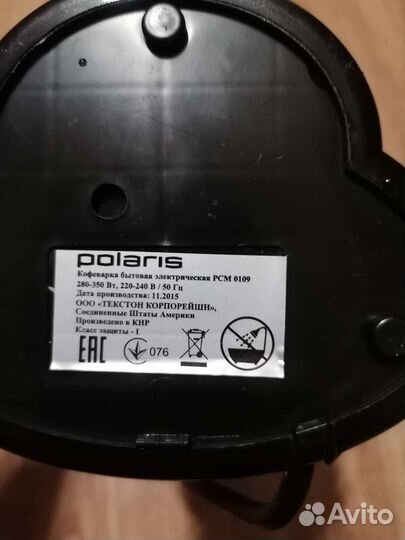 polaris
Кофеварка бытовая электрическая PCM 0109
280-350 Вт, 220-240 В / 50 Гц
Дата производства: 11.2015
ООО «ТЕКСТОН КОРПОРЕЙШН»,
Соединенные Штаты Америки
Произведено в КНР
Класс защиты - I
EAC 076
Avito